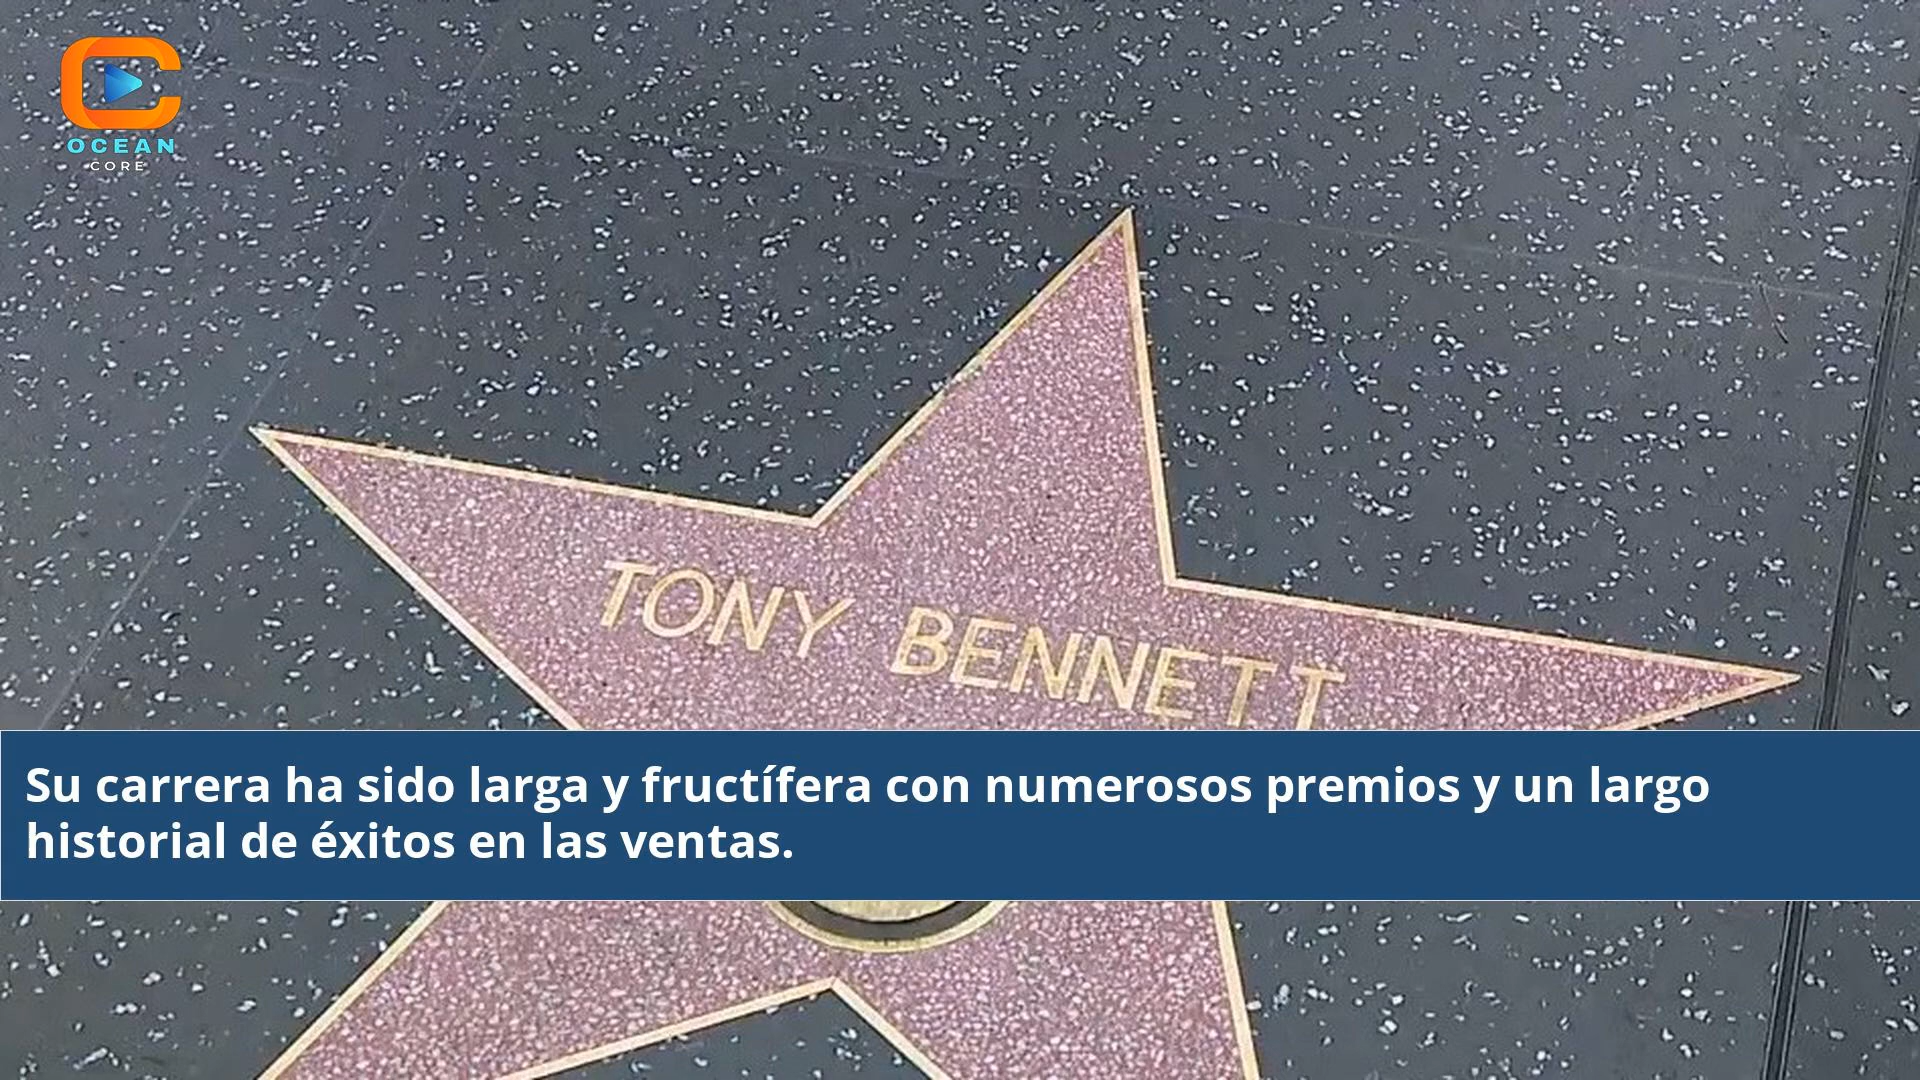 OCEAN
CORE
TONY BENNETT
Su carrera ha sido larga y fructífera con numerosos premios y un largo
historial de éxitos en las ventas.